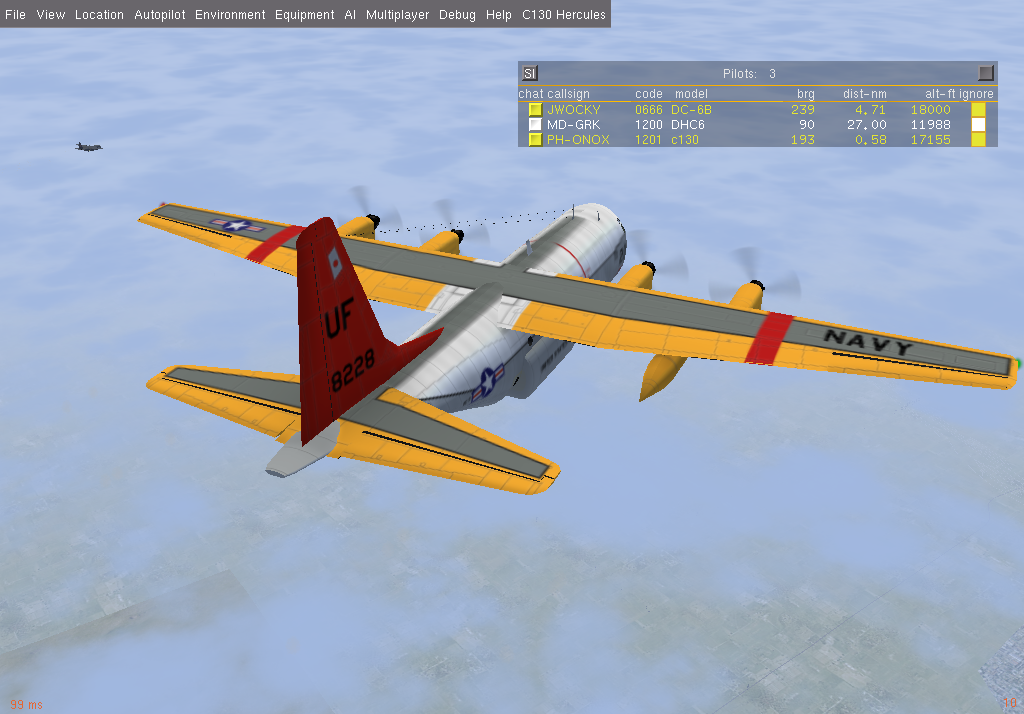 File View Location Autopilot Environment Equipment AI Multiplayer Debug Help C130 Hercules
SI Pilots: 3
chat callsign code model brg dist-nm alt-ft ignore
JWOCKY 0666 DC-6B 239 4.71 18000
MD-GRK 1200 DHC6 90 27.00 11988
PH-ONOX 1201 c130 193 0.58 17155
UF
8228
NAVY
99 ms
10